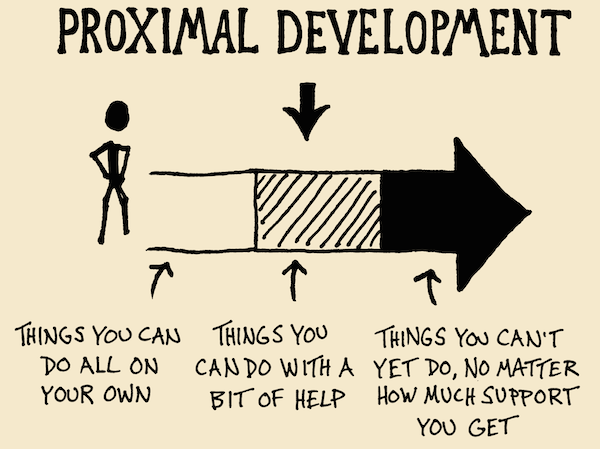 PROXIMAL DEVELOPMENT
THINGS YOU CAN
DO ALL ON
YOUR OWN
THINGS YOU
CAN DO WITH A
BIT OF HELP
THINGS YOU CAN'T
YET DO, NO MATTER
HOW MUCH SUPPORT
YOU GET